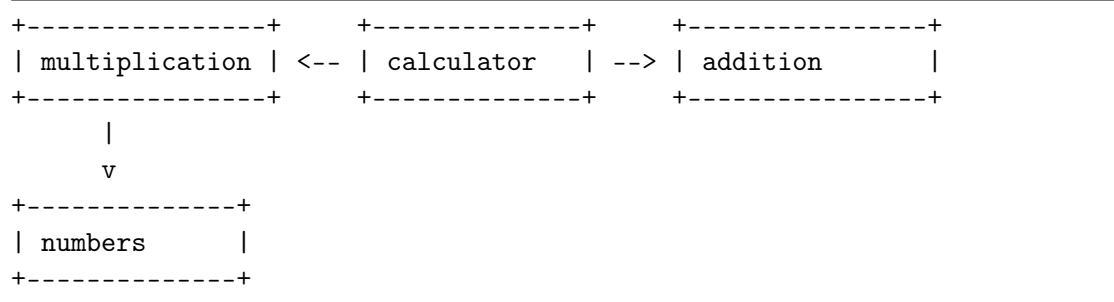 +----------------+     +--------------+     +----------------+
| multiplication | <-- | calculator   | --> | addition       |
+----------------+     +--------------+     +----------------+
      |
      v
+--------------+
| numbers      |
+--------------+